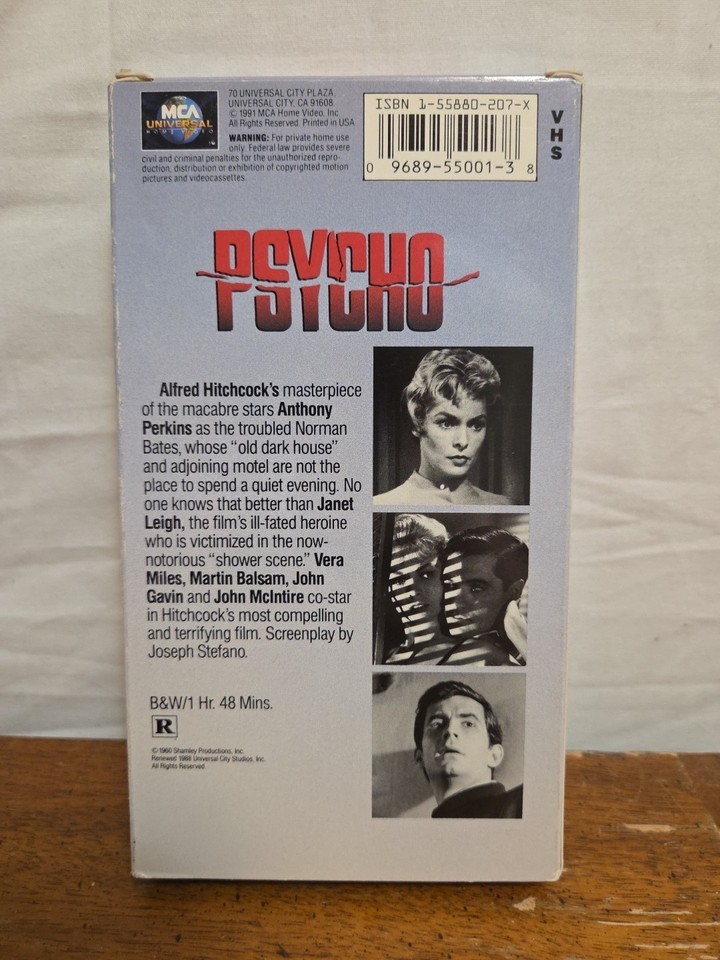 MCA
UNIVERSAL
HOME VIDEO
70 UNIVERSAL CITY PLAZA,
UNIVERSAL CITY, CA 91608.
© 1991 MCA Home Video, Inc.
All Rights Reserved. Printed in USA.
WARNING: For private home use
only. Federal law provides severe
civil and criminal penalties for the unauthorized repro-
duction, distribution or exhibition of copyrighted motion
pictures and videocassettes.
ISBN 1-55880-207-X
0 9689-55001-3 8
VHS
PSYCHO
Alfred Hitchcock's masterpiece
of the macabre stars Anthony
Perkins as the troubled Norman
Bates, whose "old dark house"
and adjoining motel are not the
place to spend a quiet evening. No
one knows that better than Janet
Leigh, the film's ill-fated heroine
who is victimized in the now-
notorious "shower scene." Vera
Miles, Martin Balsam, John
Gavin and John McIntire co-star
in Hitchcock's most compelling
and terrifying film. Screenplay by
Joseph Stefano.
B&W/1 Hr. 48 Mins.
R
© 1960 Shamley Productions, Inc.
Renewed 1988 Universal City Studios, Inc.
All Rights Reserved.